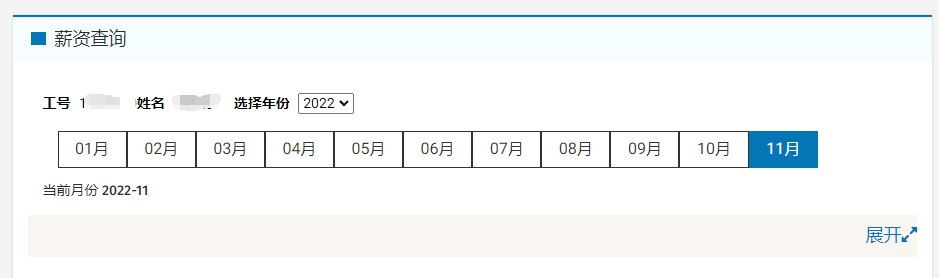 薪资查询
工号 1 姓名 选择年份 2022
01月 02月 03月 04月 05月 06月 07月 08月 09月 10月 11月
当前月份 2022-11
展开